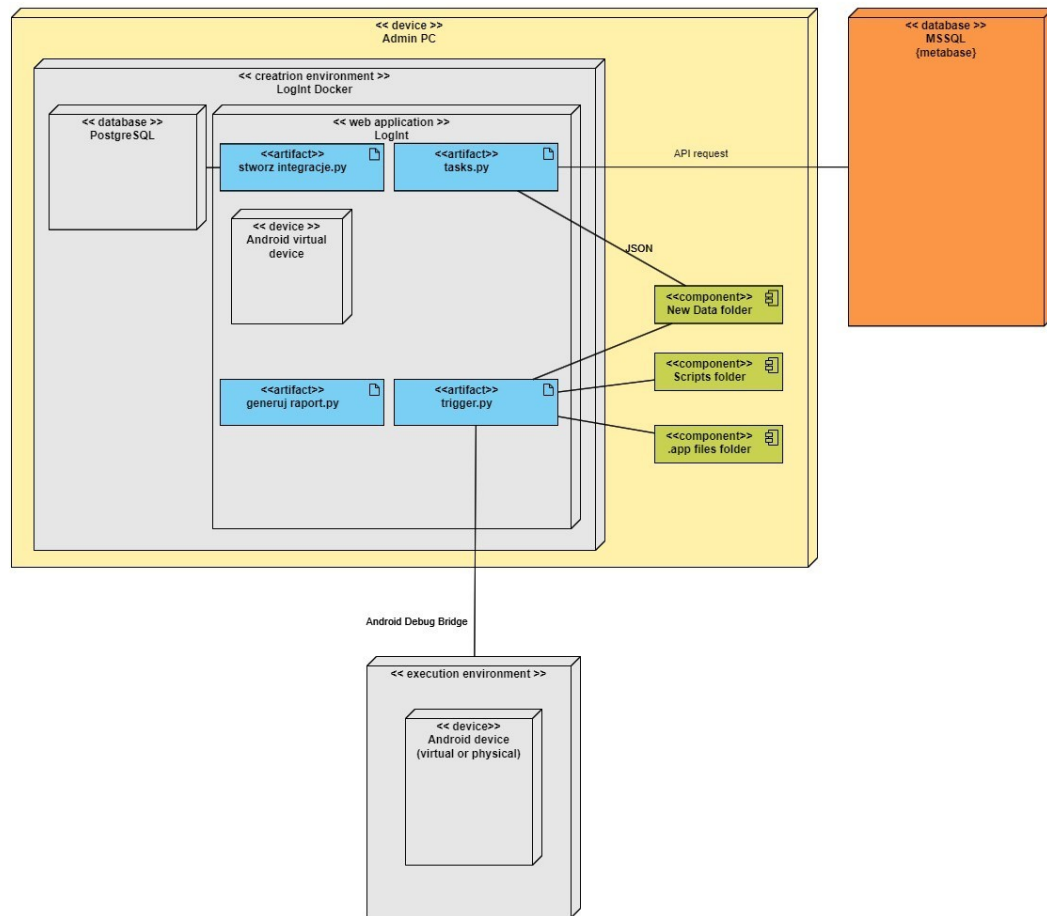 << device >>
Admin PC
<< database >>
MSSQL
{metabase}
<< creatrion environment >>
LogInt Docker
<< database >>
PostgreSQL
<< web application >>
LogInt
<<artifact>>
stworz integracje.py
<<artifact>>
tasks.py
API request
<< device >>
Android virtual
device
JSON
<<component>>
New Data folder
<<component>>
Scripts folder
<<artifact>>
generuj raport.py
<<artifact>>
trigger.py
<<component>>
.app files folder
Android Debug Bridge
<< execution environment >>
<< device>>
Android device
(virtual or physical)